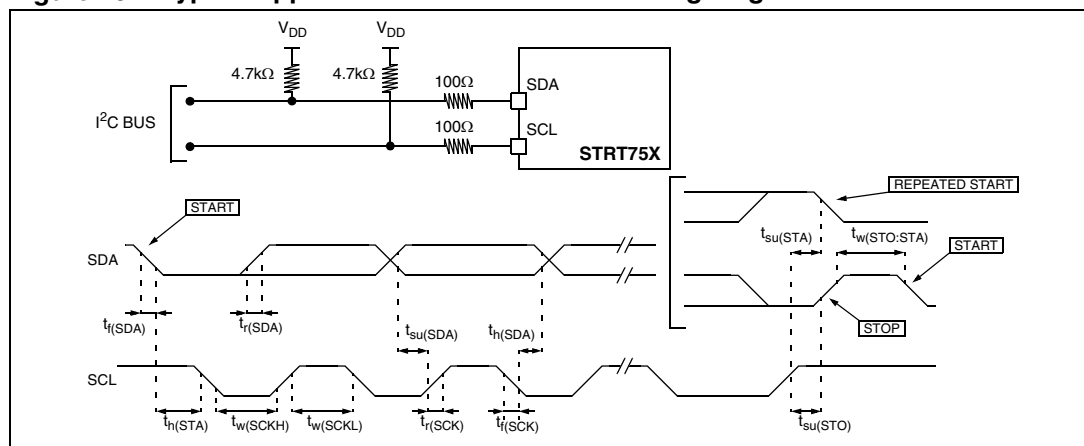 V_DD V_DD
4.7kΩ 4.7kΩ 100Ω
SDA
I²C BUS
100Ω SCL
STRT75X
REPEATED START
START
t_su(STA) t_w(STO:STA) START
SDA
t_f(SDA) t_r(SDA) t_su(SDA) t_h(SDA) STOP
SCL
t_h(STA) t_w(SCKH) t_w(SCKL) t_r(SCK) t_f(SCK) t_su(STO)